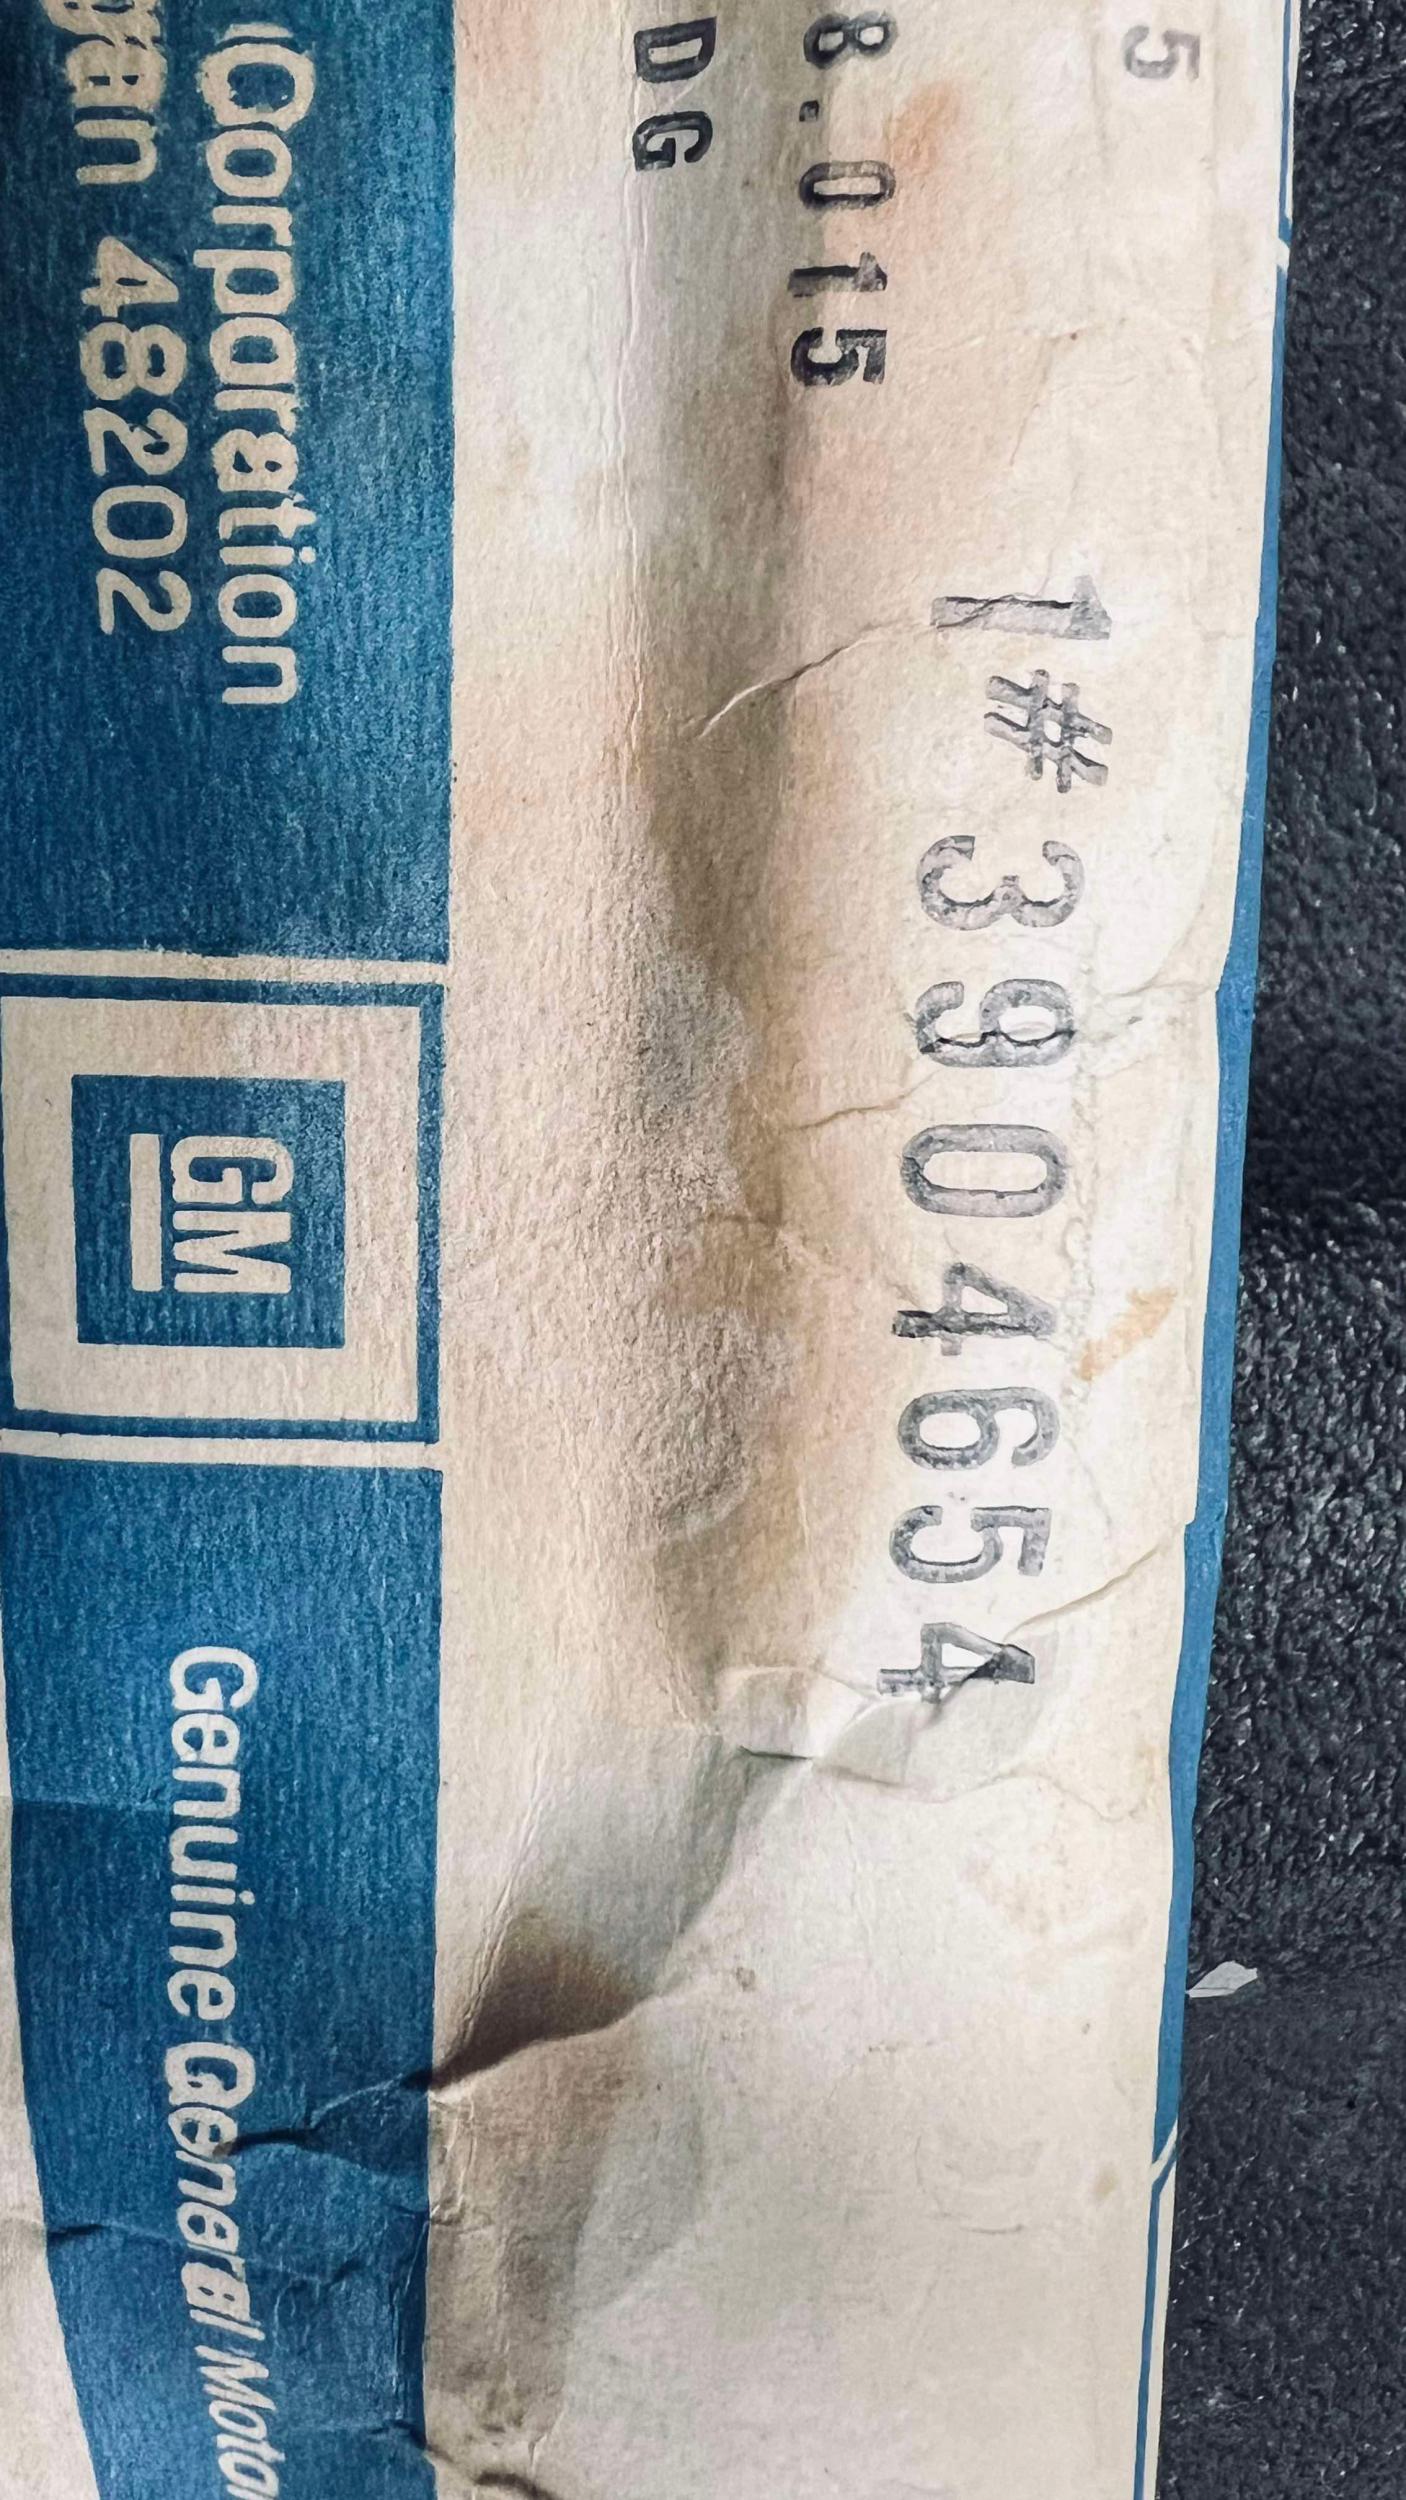 5
1#3904654
8.015
DG
Corporation
gan 48202
GM
Genuine General Motor